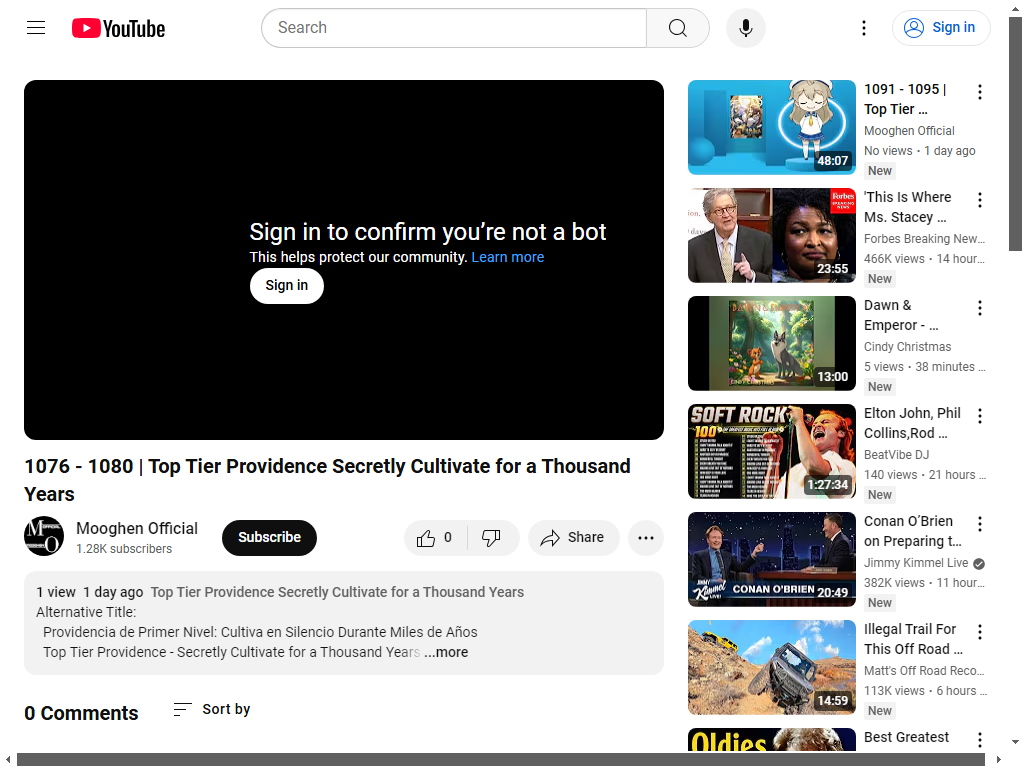 YouTube
Search
Sign in
Sign in to confirm you’re not a bot
This helps protect our community. Learn more
Sign in
1076 - 1080 | Top Tier Providence Secretly Cultivate for a Thousand
Years
Mooghen Official
1.28K subscribers
Subscribe
0
Share
1 view 1 day ago Top Tier Providence Secretly Cultivate for a Thousand Years
Alternative Title:
Providencia de Primer Nivel: Cultiva en Silencio Durante Miles de Años
Top Tier Providence - Secretly Cultivate for a Thousand Years ...more
0 Comments
Sort by
48:07
1091 - 1095 |
Top Tier ...
Mooghen Official
No views • 1 day ago
New
Forbes
BREAKING
NEWS
23:55
'This Is Where
Ms. Stacey ...
Forbes Breaking New...
466K views • 14 hour...
New
CINDY CHRISTMAS
13:00
Dawn &
Emperor - ...
Cindy Christmas
5 views • 38 minutes ...
New
SOFT ROCK
100
1:27:34
Elton John, Phil
Collins,Rod ...
BeatVibe DJ
140 views • 21 hours ...
New
JIMMY
Kimmel
LIVE!
CONAN O'BRIEN
20:49
Conan O’Brien
on Preparing t...
Jimmy Kimmel Live
382K views • 11 hour...
New
14:59
Illegal Trail For
This Off Road ...
Matt's Off Road Reco...
113K views • 6 hours ...
New
Oldies
Best Greatest